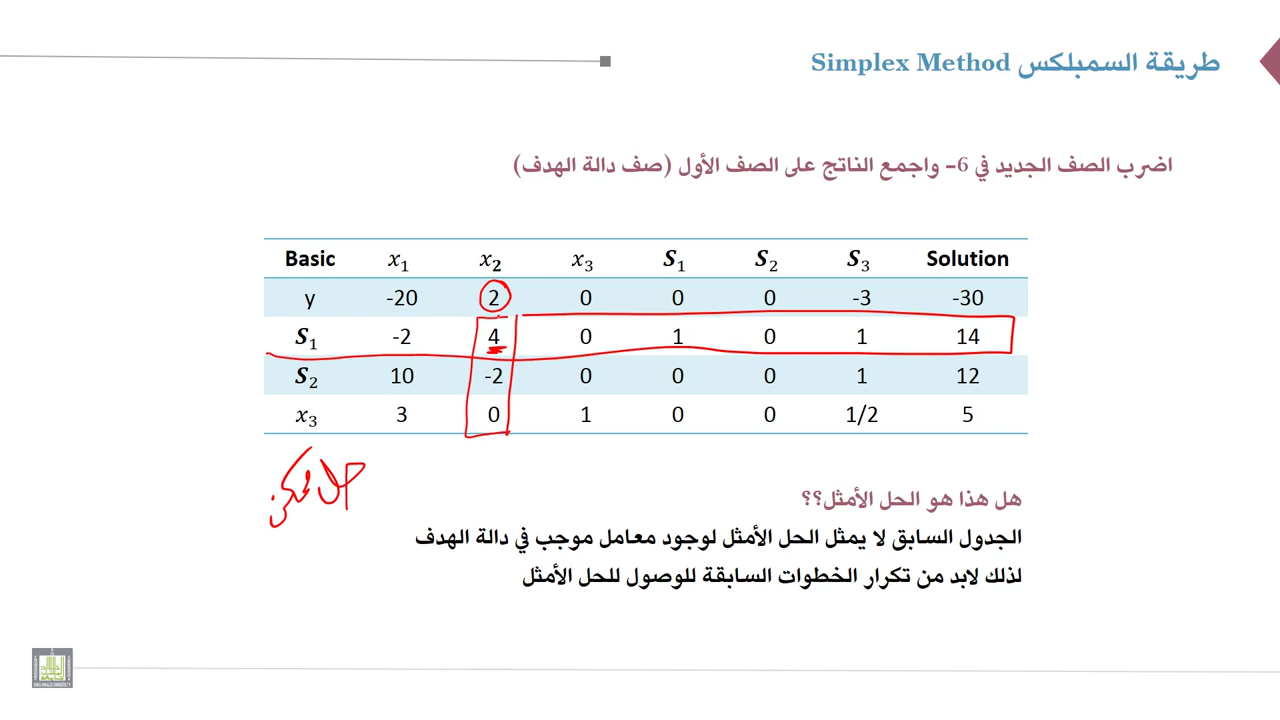 طريقة السمبلكس Simplex Method
اضرب الصف الجديد في 6- واجمع الناتج على الصف الأول (صف دالة الهدف)
Basic x₁ x₂ x₃ S₁ S₂ S₃ Solution
y -20 2 0 0 0 -3 -30
S₁ -2 4 0 1 0 1 14
S₂ 10 -2 0 0 0 1 12
x₃ 3 0 1 0 0 1/2 5
حل ممكن
هل هذا هو الحل الأمثل؟؟
الجدول السابق لا يمثل الحل الأمثل لوجود معامل موجب في دالة الهدف
لذلك لابد من تكرار الخطوات السابقة للوصول للحل الأمثل